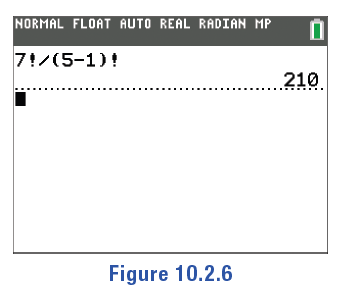 NORMAL FLOAT AUTO REAL RADIAN MP
7!/(5-1)!
210
Figure 10.2.6